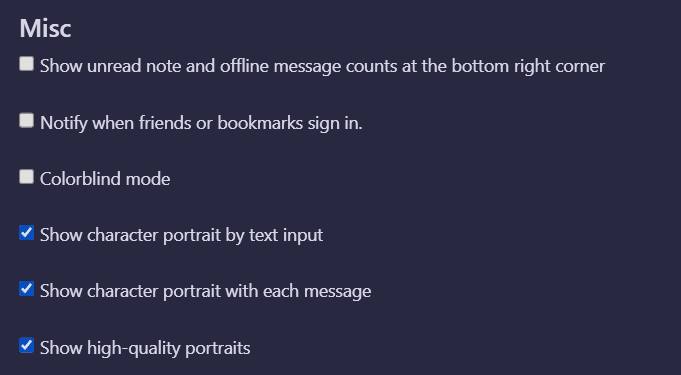 Misc
Show unread note and offline message counts at the bottom right corner
Notify when friends or bookmarks sign in.
Colorblind mode
Show character portrait by text input
Show character portrait with each message
Show high-quality portraits